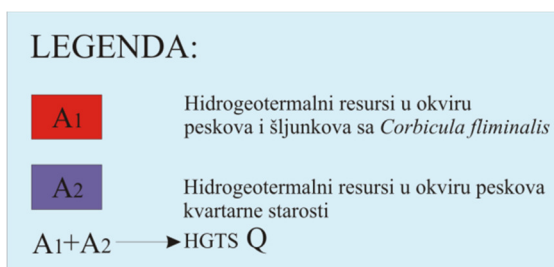 LEGENDA:
A1
Hidrogeotermalni resursi u okviru
peskova i šljunkova sa Corbicula fliminalis
A2
Hidrogeotermalni resursi u okviru peskova
kvartarne starosti
A1+A2 → HGTS Q